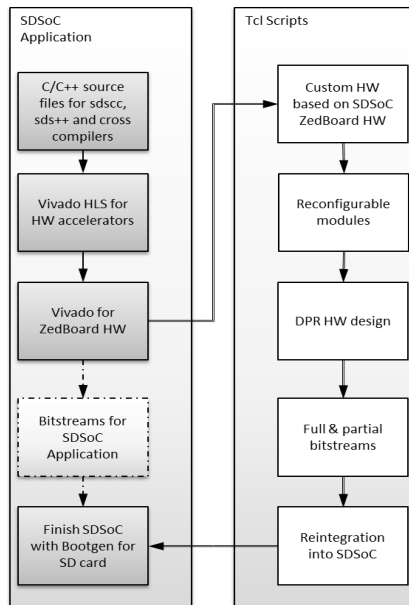 SDSoC
Application
C/C++ source
files for sdscc,
sds++ and cross
compilers
Vivado HLS for
HW accelerators
Vivado for
ZedBoard HW
Bitstreams for
SDSoC
Application
Finish SDSoC
with Bootgen for
SD card
Tcl Scripts
Custom HW
based on SDSoC
ZedBoard HW
Reconfigurable
modules
DPR HW design
Full & partial
bitstreams
Reintegration
into SDSoC